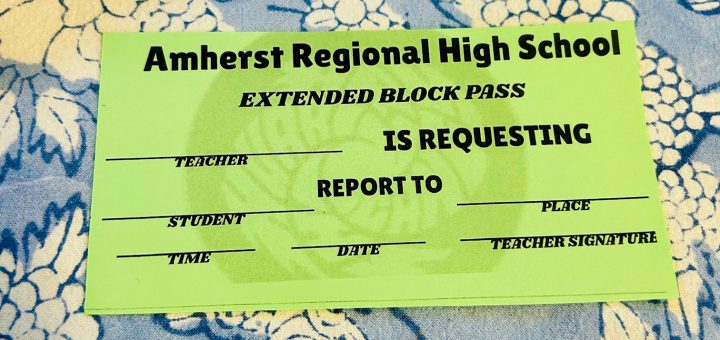 Amherst Regional High School
EXTENDED BLOCK PASS
IS REQUESTING
TEACHER
REPORT TO
STUDENT
PLACE
TIME
DATE
TEACHER SIGNATURE